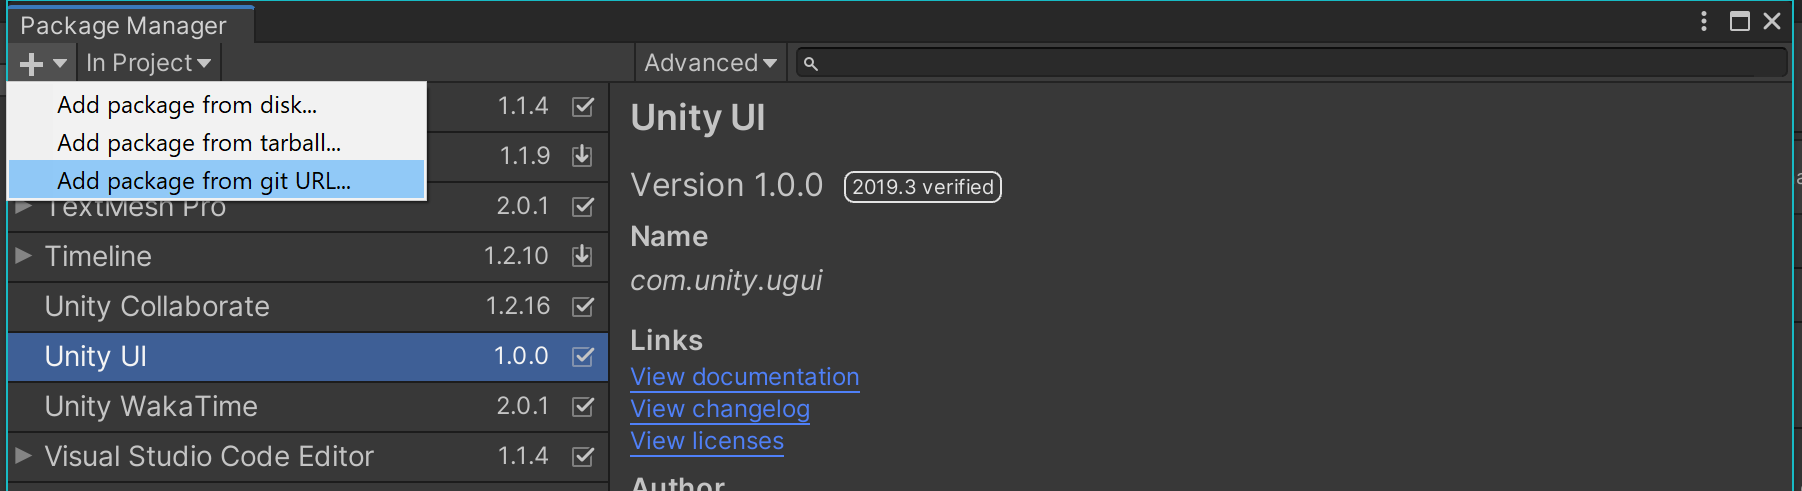 Package Manager
In Project
Advanced
Add package from disk...
Add package from tarball...
Add package from git URL...
1.1.4
1.1.9
TextMesh Pro 2.0.1
Timeline 1.2.10
Unity Collaborate 1.2.16
Unity UI 1.0.0
Unity WakaTime 2.0.1
Visual Studio Code Editor 1.1.4
Unity UI
Version 1.0.0 2019.3 verified
Name
com.unity.ugui
Links
View documentation
View changelog
View licenses
Author